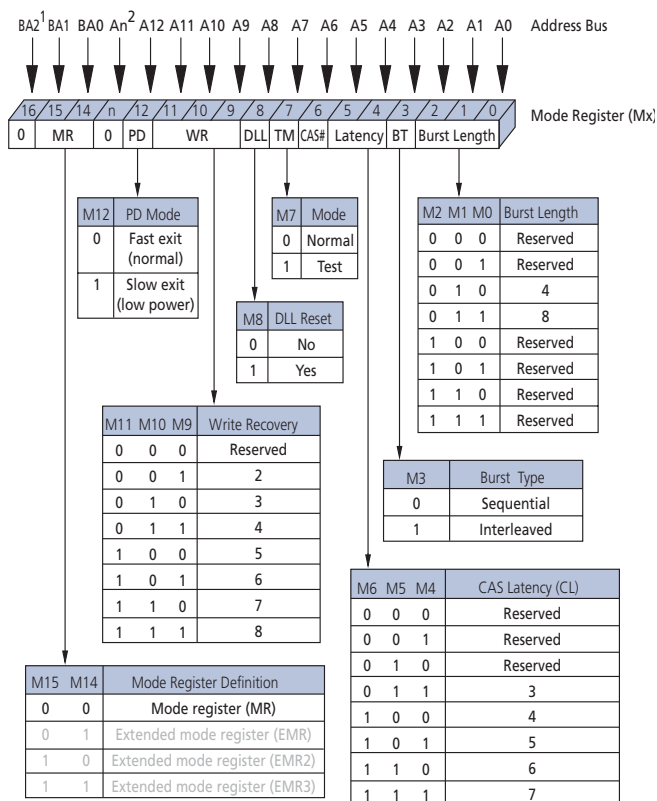 BA2¹ BA1 BA0 An² A12 A11 A10 A9 A8 A7 A6 A5 A4 A3 A2 A1 A0 Address Bus
16 15 14 n 12 11 10 9 8 7 6 5 4 3 2 1 0 Mode Register (Mx)
0 MR 0 PD WR DLL TM CAS# Latency BT Burst Length
M12 PD Mode
0 Fast exit
(normal)
1 Slow exit
(low power)
M7 Mode
0 Normal
1 Test
M2 M1 M0 Burst Length
0 0 0 Reserved
0 0 1 Reserved
0 1 0 4
0 1 1 8
1 0 0 Reserved
1 0 1 Reserved
1 1 0 Reserved
1 1 1 Reserved
M8 DLL Reset
0 No
1 Yes
M11 M10 M9 Write Recovery
0 0 0 Reserved
0 0 1 2
0 1 0 3
0 1 1 4
1 0 0 5
1 0 1 6
1 1 0 7
1 1 1 8
M3 Burst Type
0 Sequential
1 Interleaved
M6 M5 M4 CAS Latency (CL)
0 0 0 Reserved
0 0 1 Reserved
0 1 0 Reserved
0 1 1 3
1 0 0 4
1 0 1 5
1 1 0 6
1 1 1 7
M15 M14 Mode Register Definition
0 0 Mode register (MR)
0 1 Extended mode register (EMR)
1 0 Extended mode register (EMR2)
1 1 Extended mode register (EMR3)